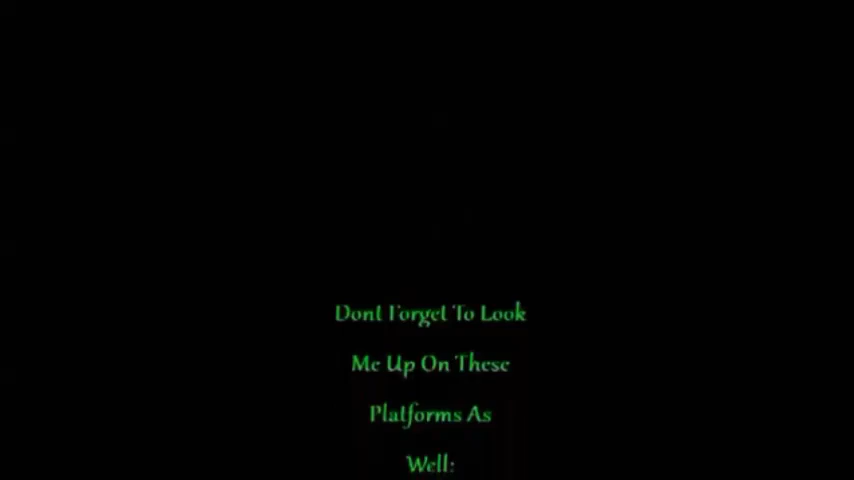 Dont Forget To Look
Me Up On These
Platforms As
Well: